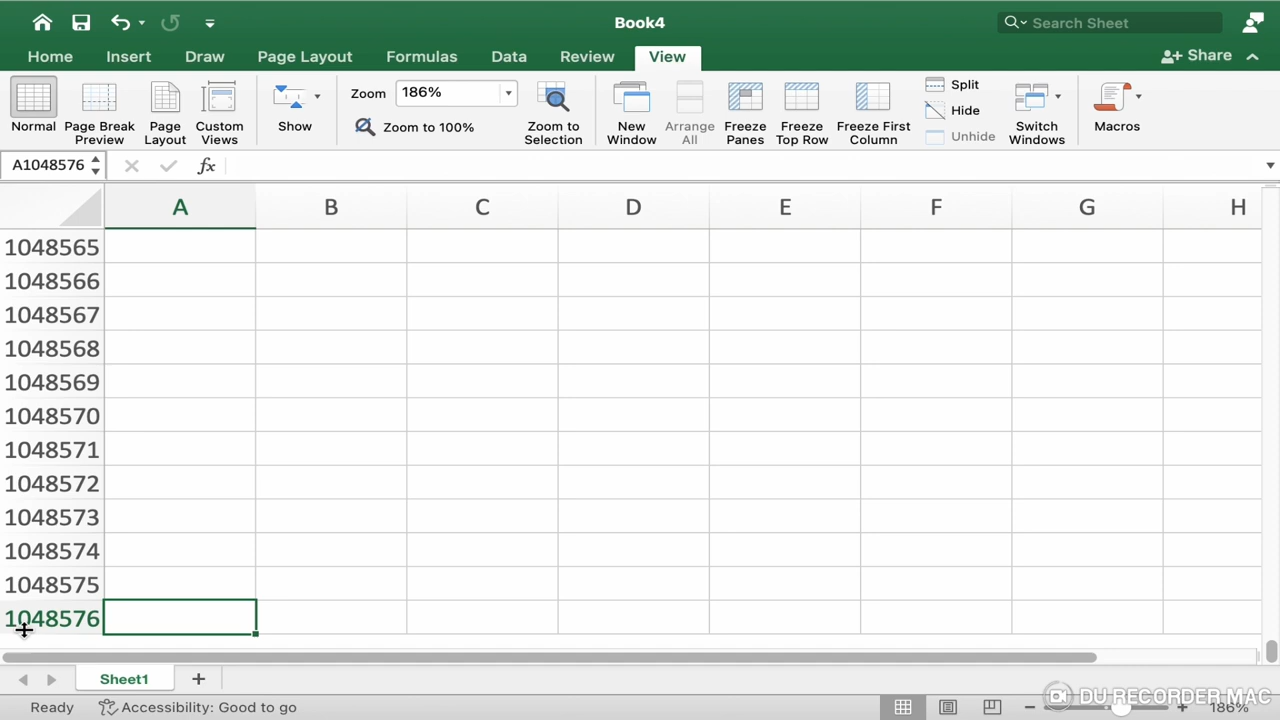 Book4
Search Sheet
Home Insert Draw Page Layout Formulas Data Review View Share
Normal Page Break Preview Page Layout Custom Views Show Zoom 186% Zoom to 100% Zoom to Selection New Window Arrange All Freeze Panes Freeze Top Row Freeze First Column Split Hide Unhide Switch Windows Macros
A1048576 fx
A B C D E F G H
1048565
1048566
1048567
1048568
1048569
1048570
1048571
1048572
1048573
1048574
1048575
1048576
Sheet1 +
Ready Accessibility: Good to go 186%
DU RECORDER MAC